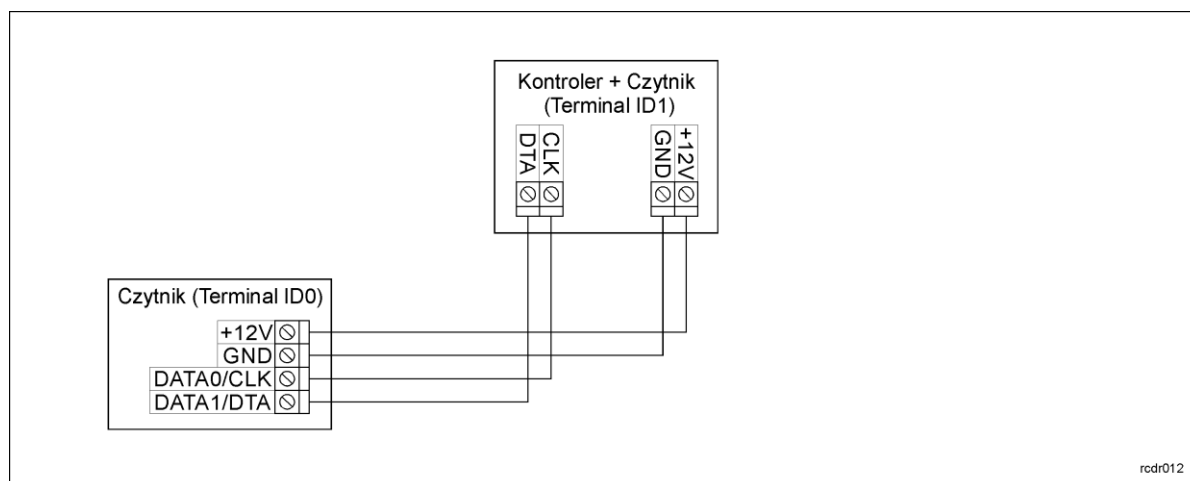 Kontroler + Czytnik
(Terminal ID1)
DTA
CLK
GND
+12V
Czytnik (Terminal ID0)
+12V
GND
DATA0/CLK
DATA1/DTA
rcdr012